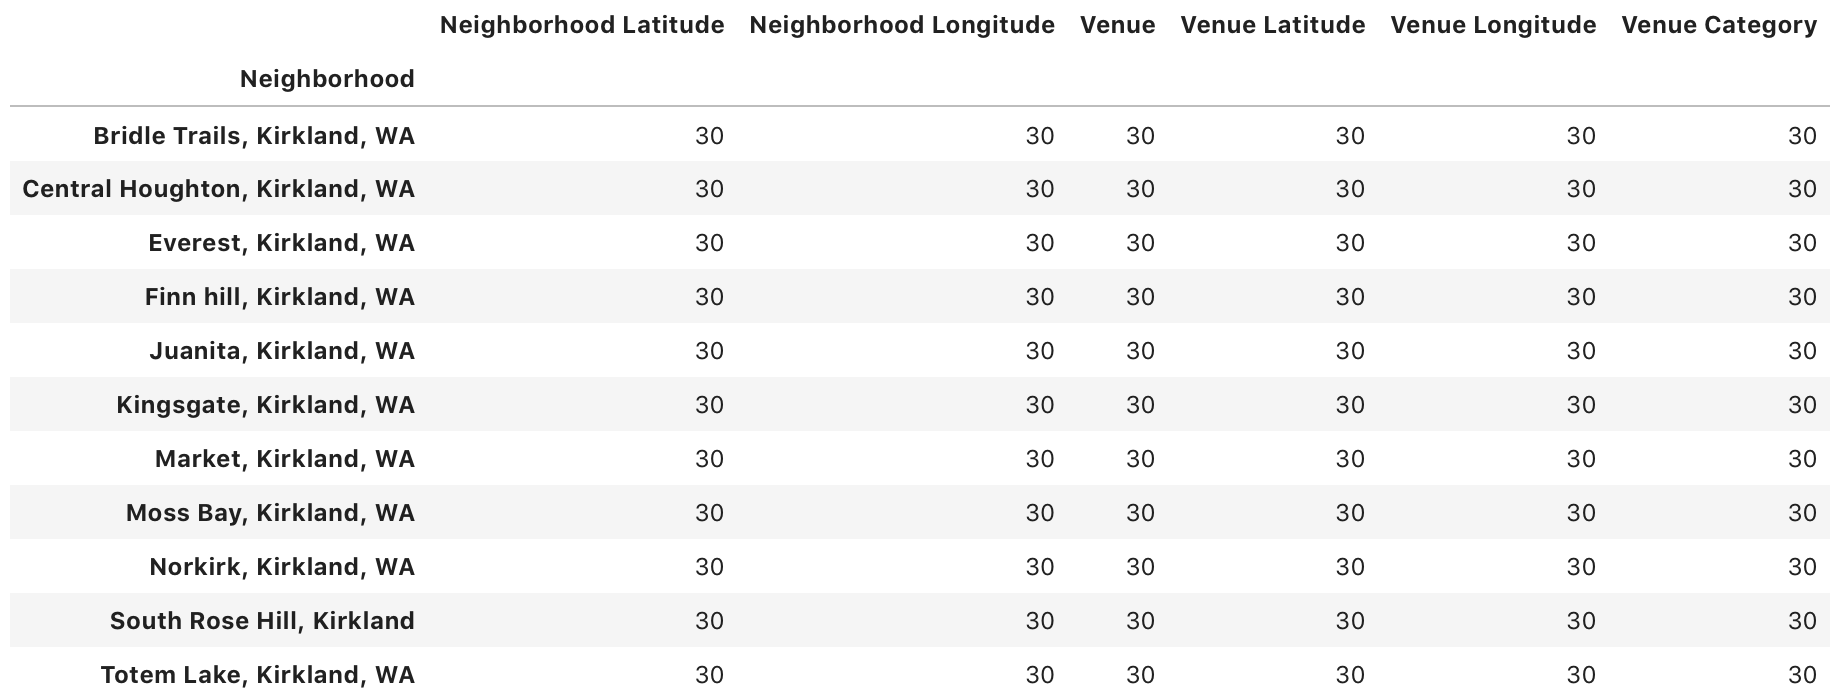 Neighborhood Latitude Neighborhood Longitude Venue Venue Latitude Venue Longitude Venue Category
Neighborhood
Bridle Trails, Kirkland, WA 30 30 30 30 30 30
Central Houghton, Kirkland, WA 30 30 30 30 30 30
Everest, Kirkland, WA 30 30 30 30 30 30
Finn hill, Kirkland, WA 30 30 30 30 30 30
Juanita, Kirkland, WA 30 30 30 30 30 30
Kingsgate, Kirkland, WA 30 30 30 30 30 30
Market, Kirkland, WA 30 30 30 30 30 30
Moss Bay, Kirkland, WA 30 30 30 30 30 30
Norkirk, Kirkland, WA 30 30 30 30 30 30
South Rose Hill, Kirkland 30 30 30 30 30 30
Totem Lake, Kirkland, WA 30 30 30 30 30 30